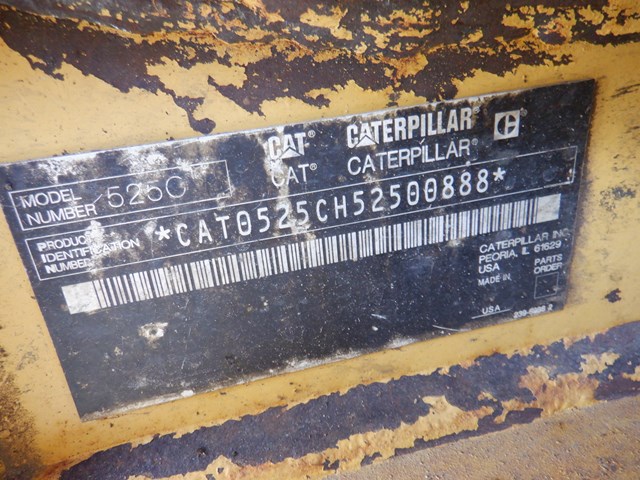 CAT® CATERPILLAR®
CAT® CATERPILLAR®
MODEL NUMBER 525C
PRODUCT IDENTIFICATION NUMBER *CAT0525CH52500888*
CATERPILLAR INC.
PEORIA, IL 61629
USA
MADE IN
USA
PARTS ORDER